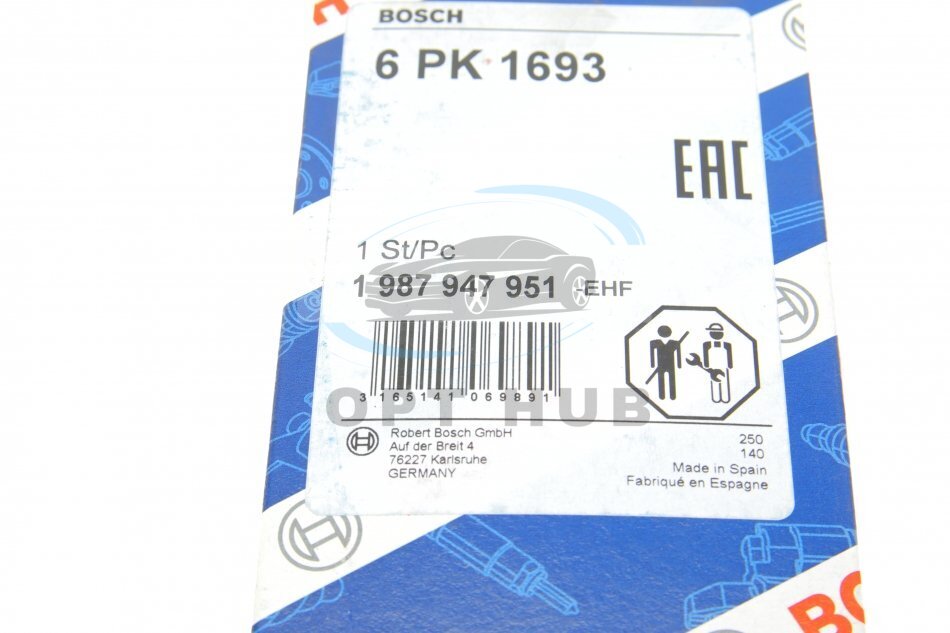 BOSCH
6 PK 1693
EAC
1 St/Pc
1 987 947 951 -EHF
3 165141 069891
OPT HUB
Robert Bosch GmbH
Auf der Breit 4
76227 Karlsruhe
GERMANY
250
140
Made in Spain
Fabriqué en Espagne
BO